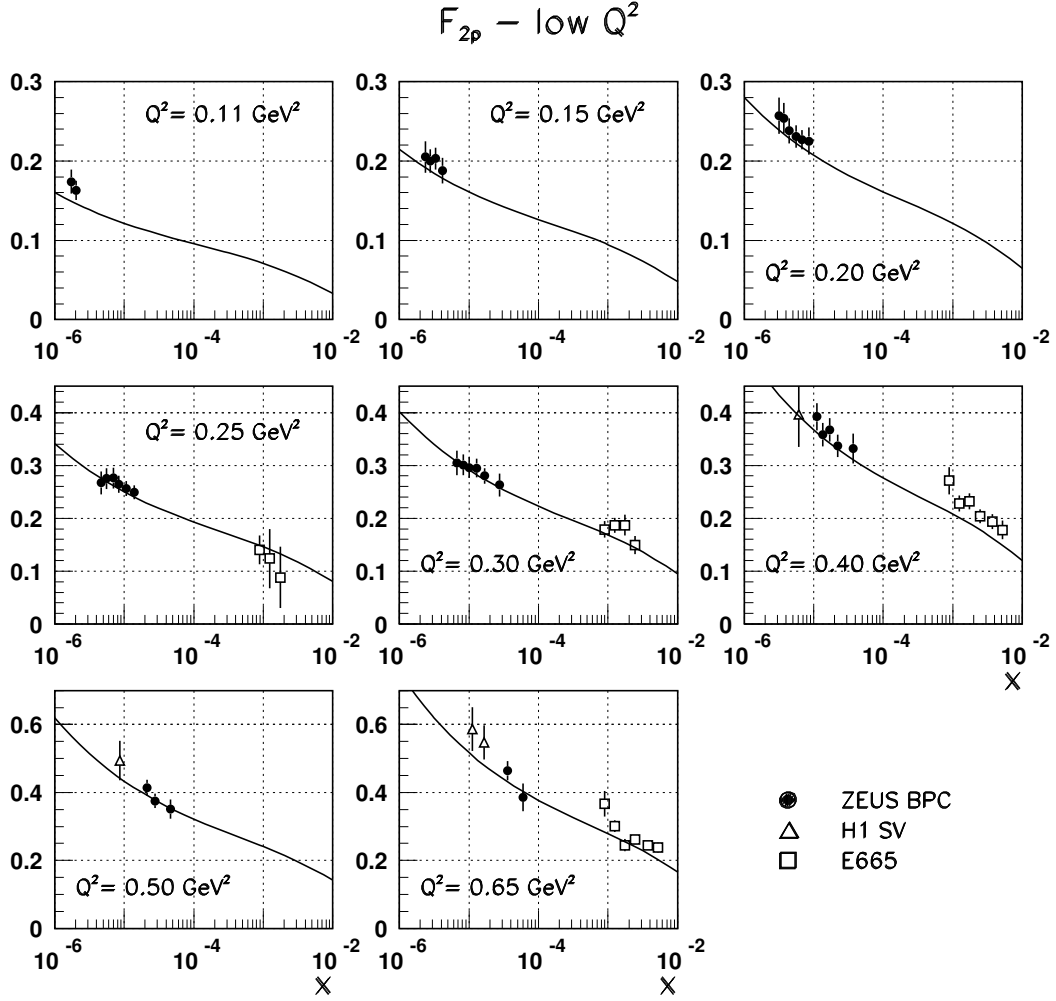 F2p – low Q²
0.3
0.2
0.1
0
Q²= 0.11 GeV²
10⁻⁶ 10⁻⁴ 10⁻²
0.3
0.2
0.1
0
Q²= 0.15 GeV²
10⁻⁶ 10⁻⁴ 10⁻²
0.3
0.2
0.1
0
Q²= 0.20 GeV²
10⁻⁶ 10⁻⁴ 10⁻²
0.4
0.3
0.2
0.1
0
Q²= 0.25 GeV²
10⁻⁶ 10⁻⁴ 10⁻²
0.4
0.3
0.2
0.1
0
Q²= 0.30 GeV²
10⁻⁶ 10⁻⁴ 10⁻²
0.4
0.3
0.2
0.1
0
Q²= 0.40 GeV²
10⁻⁶ 10⁻⁴ 10⁻²
x
0.6
0.4
0.2
0
Q²= 0.50 GeV²
10⁻⁶ 10⁻⁴ 10⁻²
x
0.6
0.4
0.2
0
Q²= 0.65 GeV²
10⁻⁶ 10⁻⁴ 10⁻²
x
ZEUS BPC
H1 SV
E665